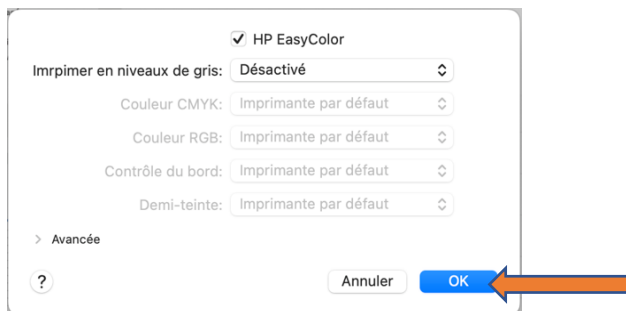 HP EasyColor
Imrpimer en niveaux de gris: Désactivé
Couleur CMYK: Imprimante par défaut
Couleur RGB: Imprimante par défaut
Contrôle du bord: Imprimante par défaut
Demi-teinte: Imprimante par défaut
Avancée
? Annuler OK